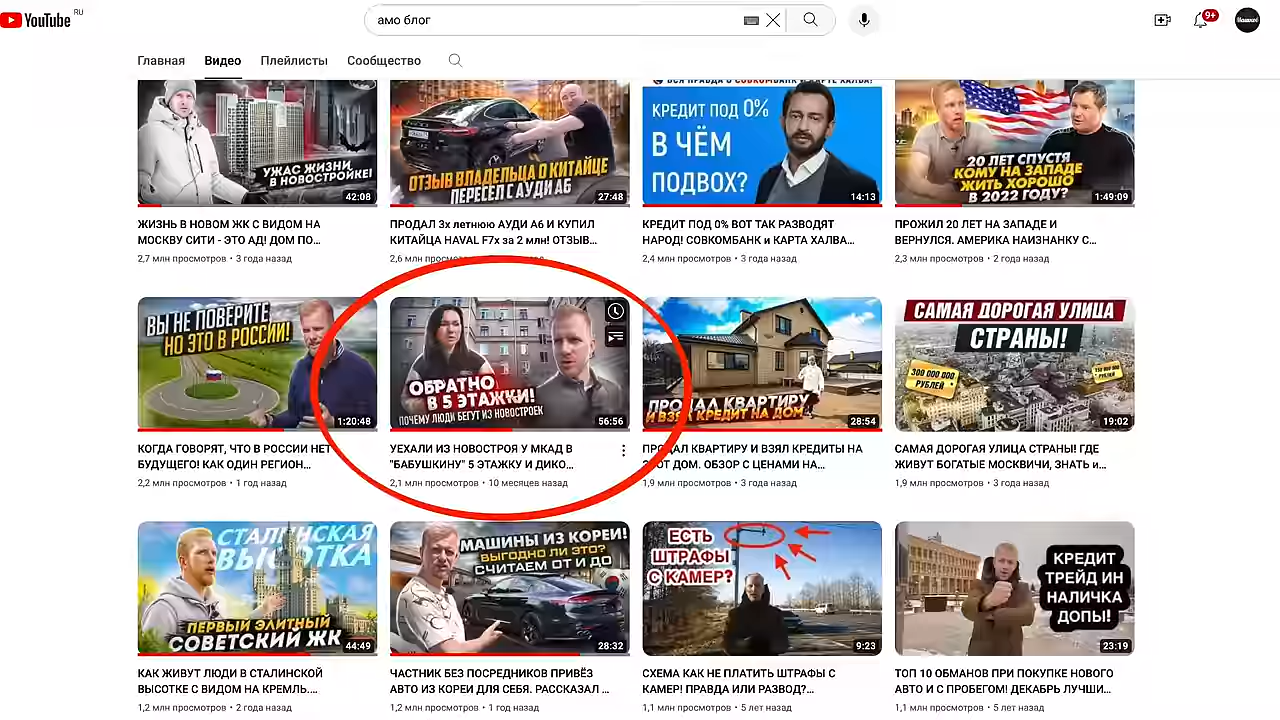 YouTube RU
амо блог
9+
Главная Видео Плейлисты Сообщество
УЖАС ЖИЗНИ
В НОВОСТРОЙКЕ!
42:08
ОТЗЫВ ВЛАДЕЛЬЦА О КИТАЙЦЕ
ПЕРЕСЕЛ С АУДИ А6
27:48
ВСЯ ПРАВДА О СОВКОМБАНК И КАРТЕ ХАЛВА!
КРЕДИТ ПОД 0%
В ЧЁМ
ПОДВОХ?
14:13
20 ЛЕТ СПУСТЯ
КОМУ НА ЗАПАДЕ
ЖИТЬ ХОРОШО
В 2022 ГОДУ?
1:49:09
ЖИЗНЬ В НОВОМ ЖК С ВИДОМ НА
МОСКВУ СИТИ - ЭТО АД! ДОМ ПО...
2,7 млн просмотров • 3 года назад
ПРОДАЛ 3х летнюю АУДИ А6 И КУПИЛ
КИТАЙЦА HAVAL F7x за 2 млн! ОТЗЫВ...
2,6 млн просмотров • 3 года назад
КРЕДИТ ПОД 0% ВОТ ТАК РАЗВОДЯТ
НАРОД! СОВКОМБАНК и КАРТА ХАЛВА...
2,4 млн просмотров • 3 года назад
ПРОЖИЛ 20 ЛЕТ НА ЗАПАДЕ И
ВЕРНУЛСЯ. АМЕРИКА НАИЗНАНКУ С...
2,3 млн просмотров • 2 года назад
ВЫ НЕ ПОВЕРИТЕ
НО ЭТО В РОССИИ!
1:20:48
ОБРАТНО
В 5 ЭТАЖКИ!
ПОЧЕМУ ЛЮДИ БЕГУТ ИЗ НОВОСТРОЕК
56:56
ПРОДАЛ КВАРТИРУ
И ВЗЯЛ КРЕДИТ НА ДОМ
28:54
САМАЯ ДОРОГАЯ УЛИЦА
СТРАНЫ!
300 000 000
РУБЛЕЙ
РУБЛЕЙ
19:02
КОГДА ГОВОРЯТ, ЧТО В РОССИИ НЕТ
БУДУЩЕГО! КАК ОДИН РЕГИОН...
2,2 млн просмотров • 1 год назад
УЕХАЛИ ИЗ НОВОСТРОЯ У МКАД В
"БАБУШКИНУ" 5 ЭТАЖКУ И ДИКО...
2,1 млн просмотров • 10 месяцев назад
ПРОДАЛ КВАРТИРУ И ВЗЯЛ КРЕДИТЫ НА
ЭТОТ ДОМ. ОБЗОР С ЦЕНАМИ НА...
1,9 млн просмотров • 3 года назад
САМАЯ ДОРОГАЯ УЛИЦА СТРАНЫ! ГДЕ
ЖИВУТ БОГАТЫЕ МОСКВИЧИ, ЗНАТЬ и...
1,9 млн просмотров • 3 года назад
СТАЛИНСКАЯ
ВЫСОТКА
ПЕРВЫЙ ЭЛИТНЫЙ
СОВЕТСКИЙ ЖК
44:49
МАШИНЫ ИЗ КОРЕИ!
ВЫГОДНО ЛИ ЭТО?
СЧИТАЕМ ОТ И ДО
28:32
ЕСТЬ
ШТРАФЫ
С КАМЕР?
9:23
КРЕДИТ
ТРЕЙД ИН
НАЛИЧКА
ДОПЫ!
23:19
КАК ЖИВУТ ЛЮДИ В СТАЛИНСКОЙ
ВЫСОТКЕ С ВИДОМ НА КРЕМЛЬ....
1,2 млн просмотров • 2 года назад
ЧАСТНИК БЕЗ ПОСРЕДНИКОВ ПРИВЁЗ
АВТО ИЗ КОРЕИ ДЛЯ СЕБЯ. РАССКАЗАЛ ...
1,2 млн просмотров • 1 год назад
СХЕМА КАК НЕ ПЛАТИТЬ ШТРАФЫ С
КАМЕР! ПРАВДА ИЛИ РАЗВОД?...
1,1 млн просмотров • 5 лет назад
ТОП 10 ОБМАНОВ ПРИ ПОКУПКЕ НОВОГО
АВТО И С ПРОБЕГОМ! ДЕКАБРЬ ЛУЧШИ...
1,1 млн просмотров • 5 лет назад